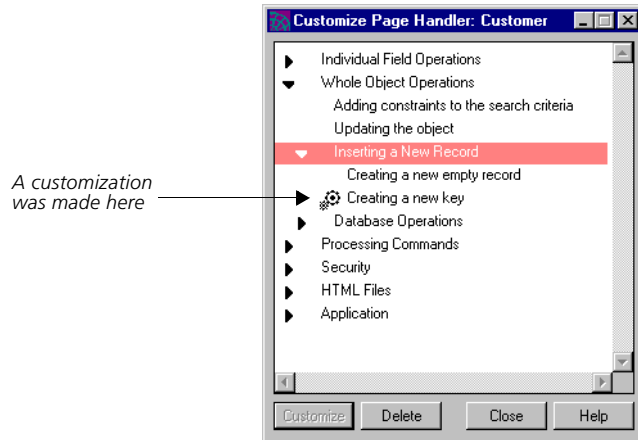 Customize Page Handler: Customer
Individual Field Operations
Whole Object Operations
Adding constraints to the search criteria
Updating the object
Inserting a New Record
Creating a new empty record
A customization
was made here
Creating a new key
Database Operations
Processing Commands
Security
HTML Files
Application
Customize Delete Close Help